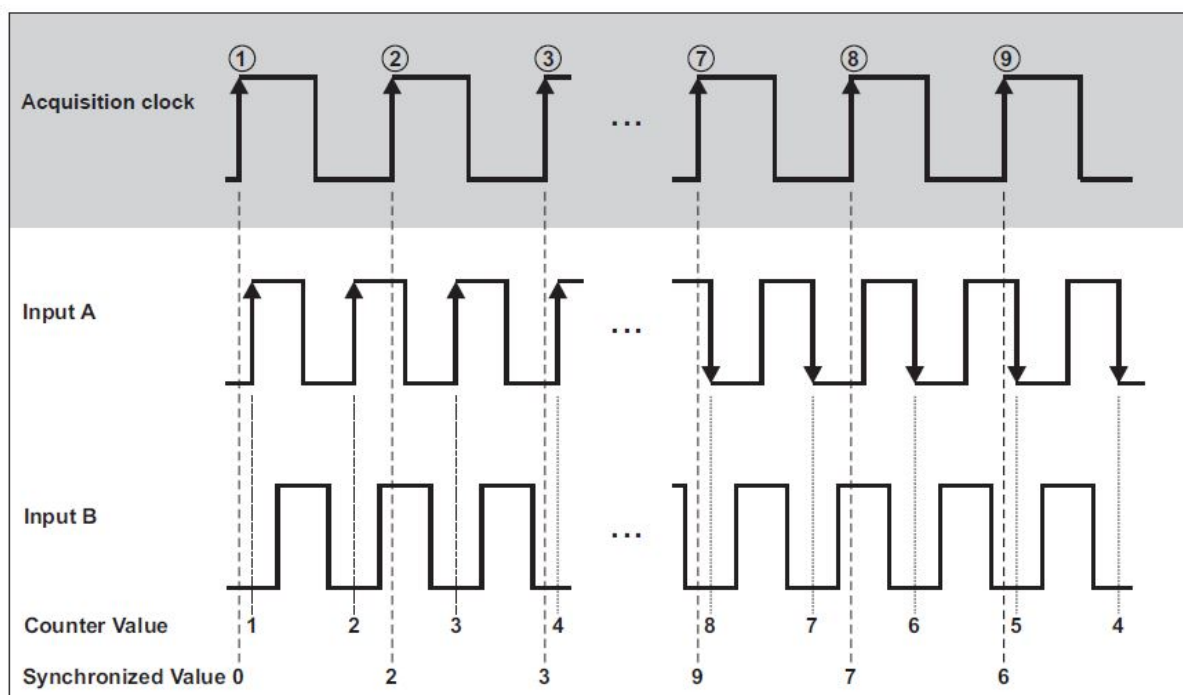 ① ② ③ ⑦ ⑧ ⑨
Acquisition clock
...
Input A
...
Input B
...
Counter Value 1 2 3 4 8 7 6 5 4
Synchronized Value 0 2 3 9 7 6